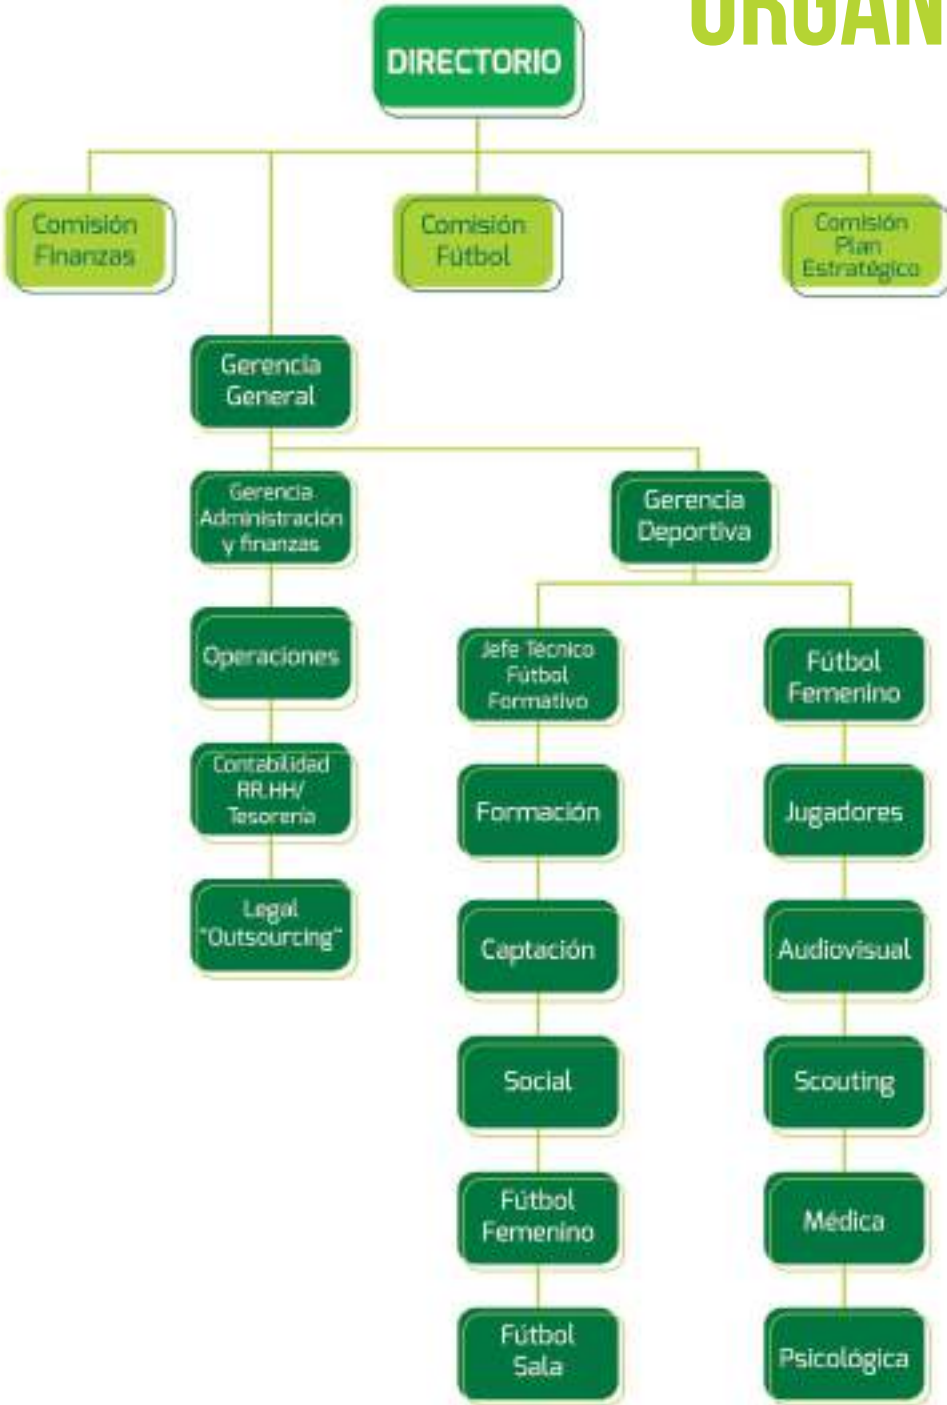 ORGAN
DIRECTORIO
Comisión
Finanzas
Comisión
Fútbol
Comisión
Plan
Estratégico
Gerencia
General
Gerencia
Administración
y finanzas
Gerencia
Deportiva
Operaciones
Contabilidad
RR.HH/
Tesorería
Legal
"Outsourcing"
Jefe Técnico
Fútbol
Formativo
Formación
Captación
Social
Fútbol
Femenino
Fútbol
Sala
Fútbol
Femenino
Jugadores
Audiovisual
Scouting
Médica
Psicológica